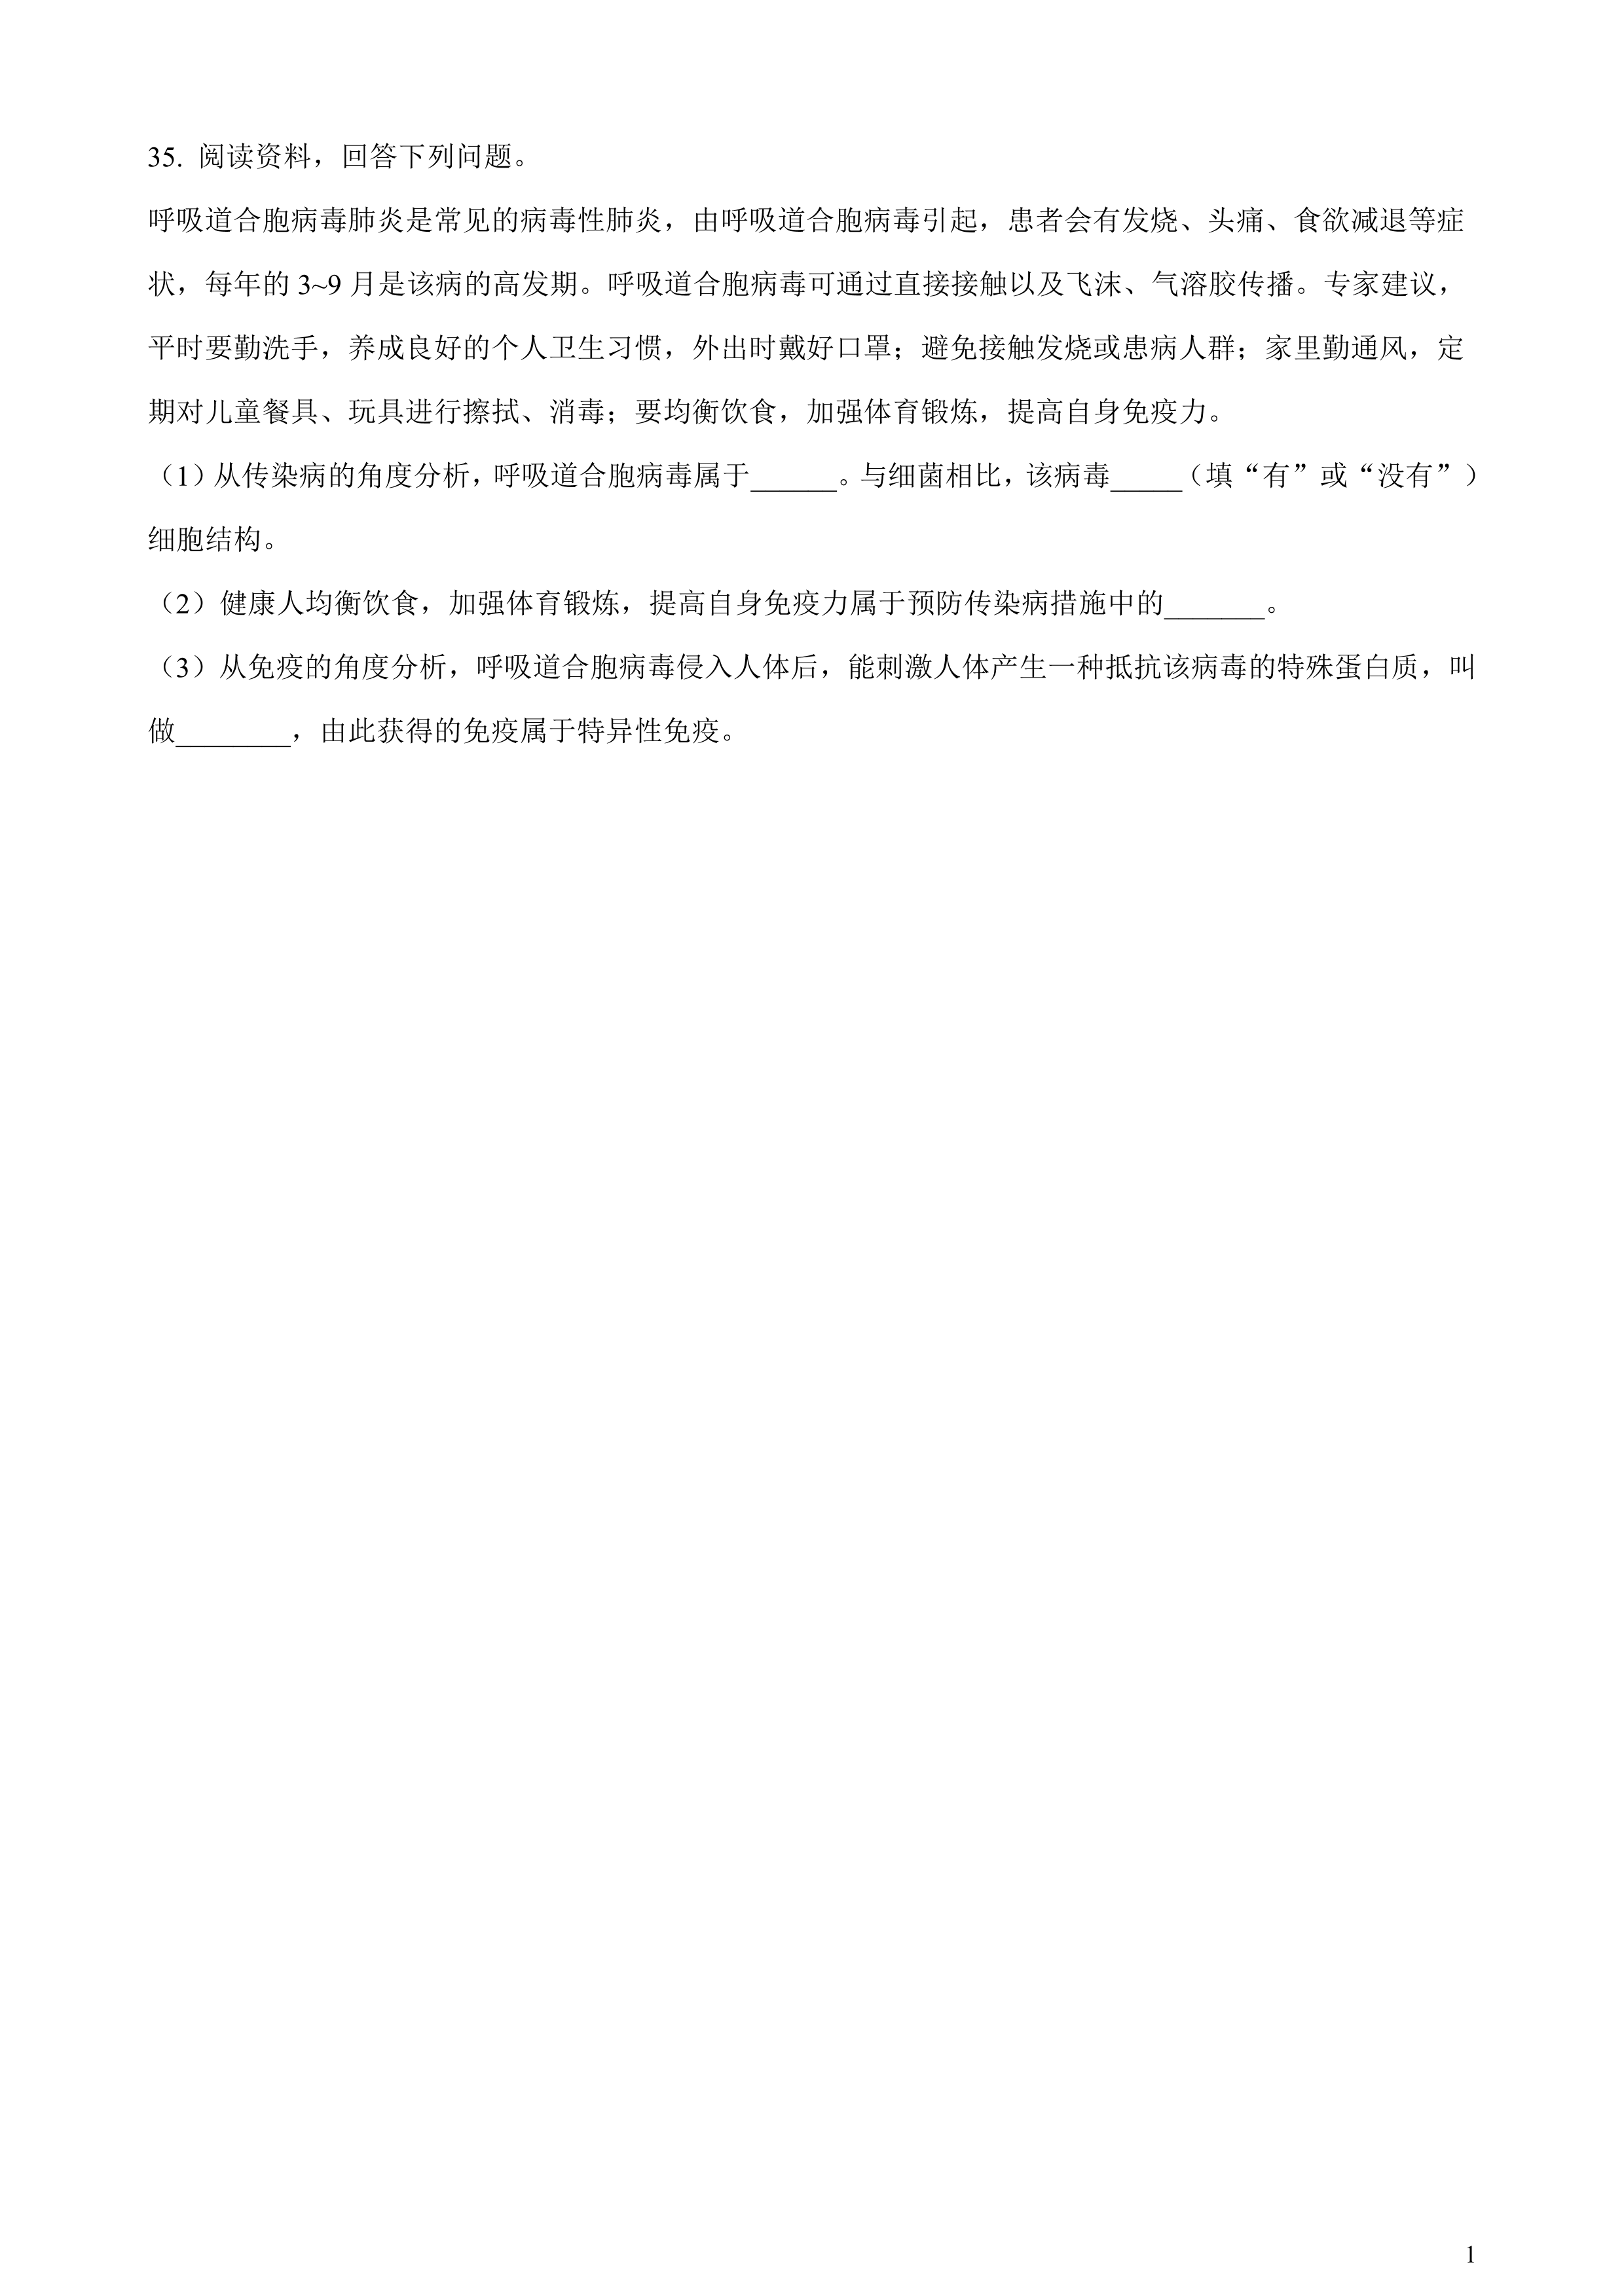 35. 阅读资料，回答下列问题。
呼吸道合胞病毒肺炎是常见的病毒性肺炎，由呼吸道合胞病毒引起，患者会有发烧、头痛、食欲减退等症
状，每年的 3~9 月是该病的高发期。呼吸道合胞病毒可通过直接接触以及飞沫、气溶胶传播。专家建议，
平时要勤洗手，养成良好的个人卫生习惯，外出时戴好口罩；避免接触发烧或患病人群；家里勤通风，定
期对儿童餐具、玩具进行擦拭、消毒；要均衡饮食，加强体育锻炼，提高自身免疫力。
（1）从传染病的角度分析，呼吸道合胞病毒属于______。与细菌相比，该病毒_____（填“有”或“没有”）
细胞结构。
（2）健康人均衡饮食，加强体育锻炼，提高自身免疫力属于预防传染病措施中的_______。
（3）从免疫的角度分析，呼吸道合胞病毒侵入人体后，能刺激人体产生一种抵抗该病毒的特殊蛋白质，叫
做________，由此获得的免疫属于特异性免疫。
1